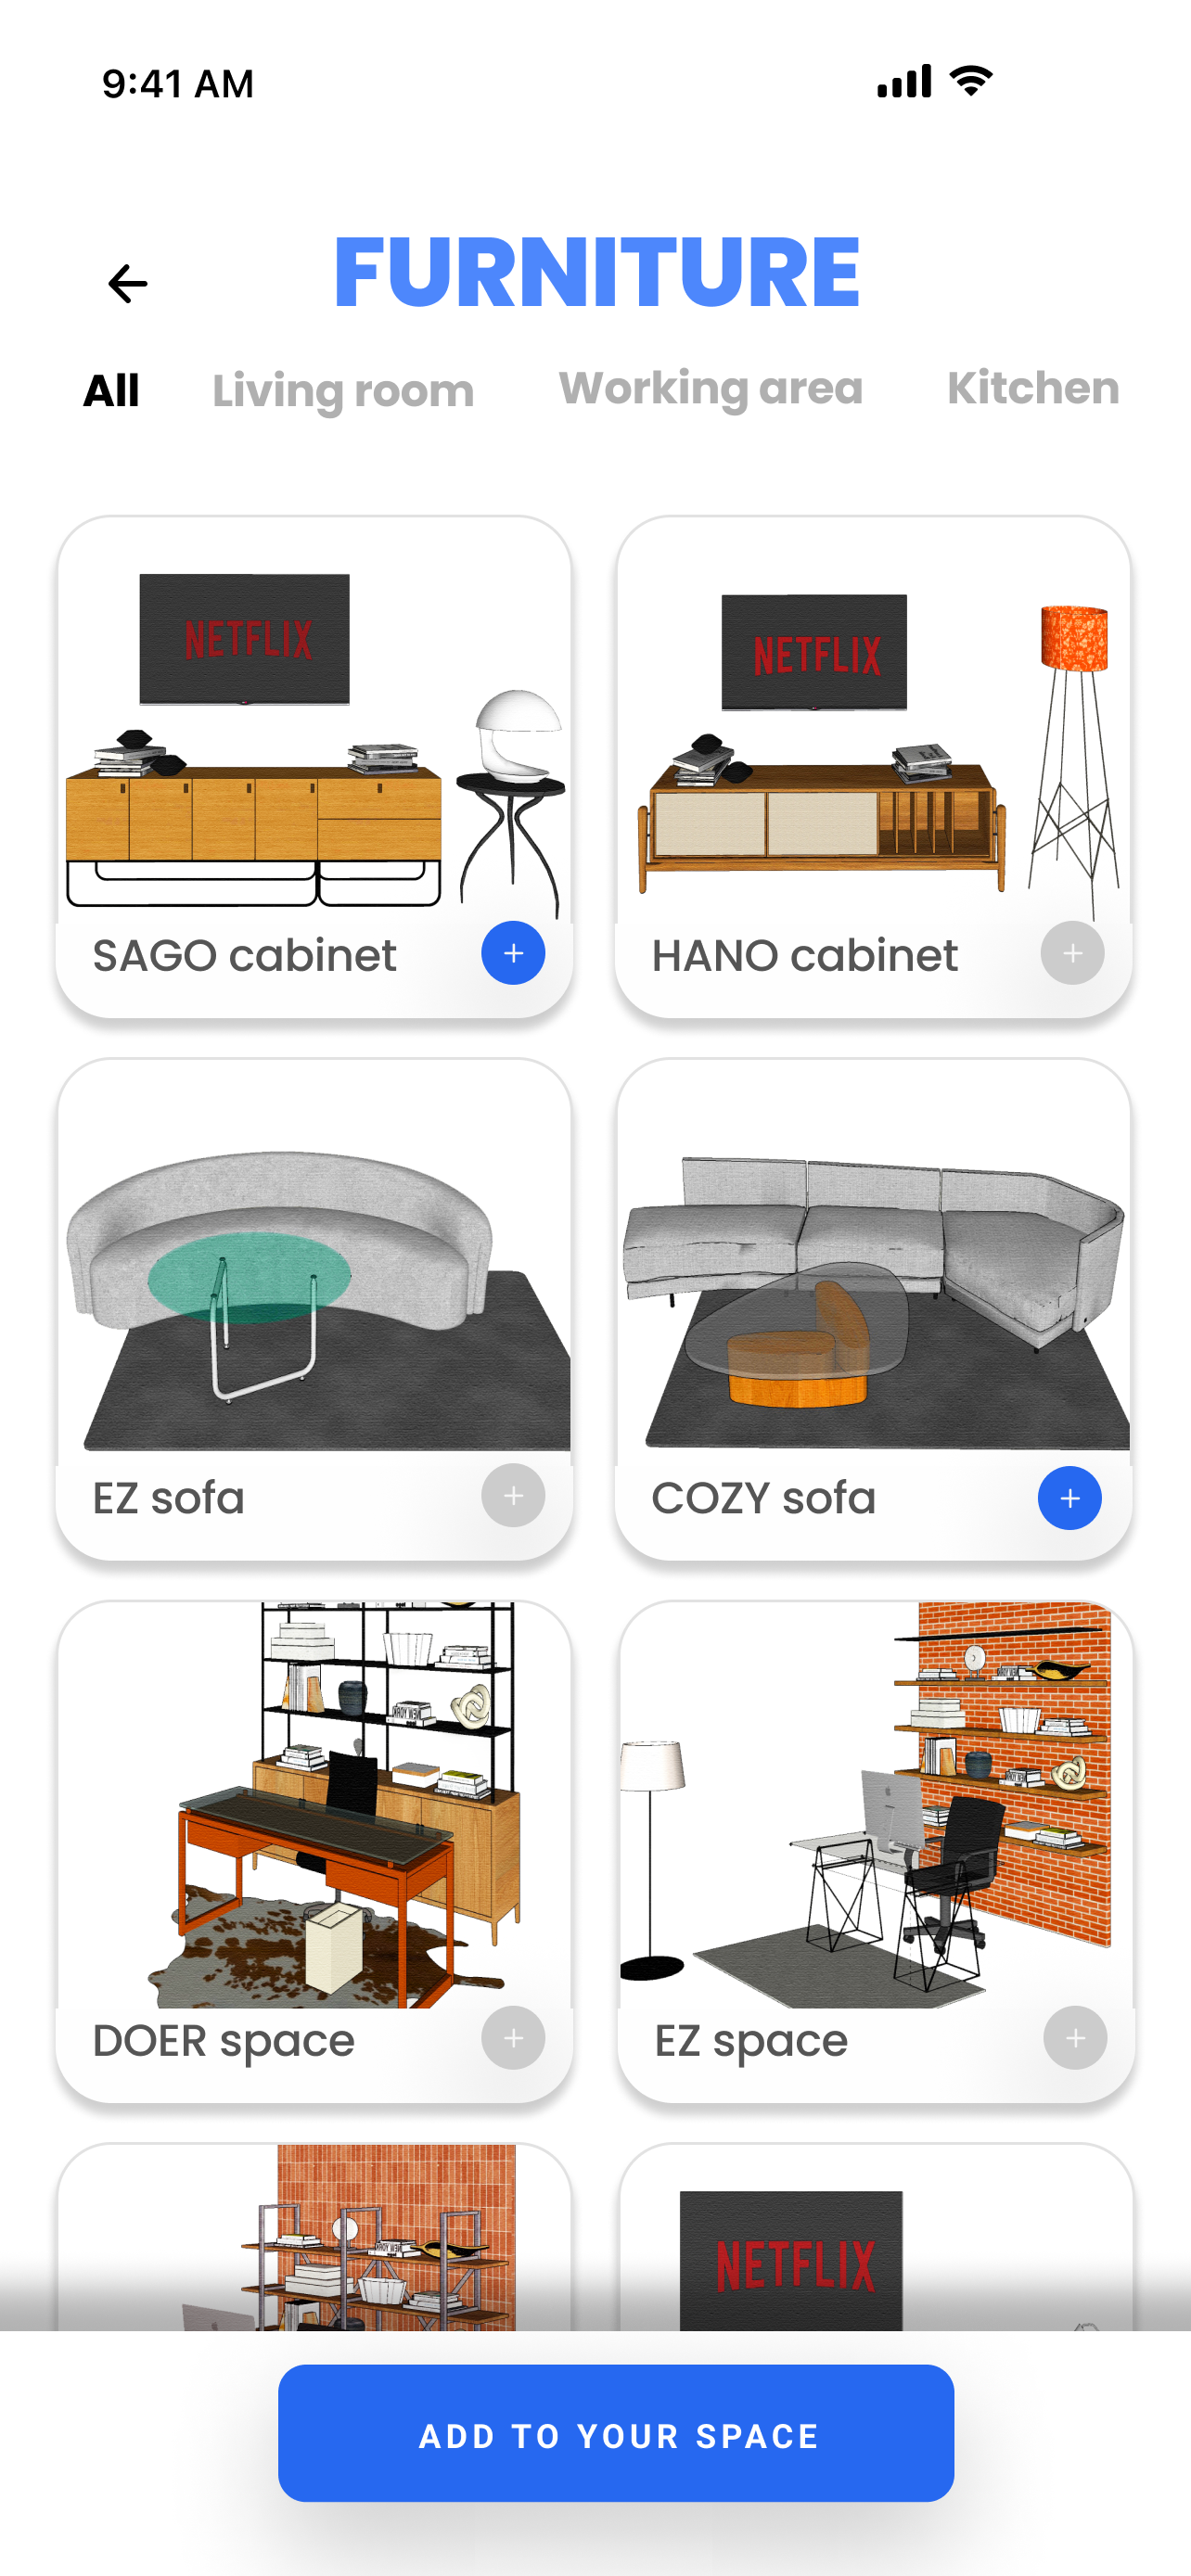 9:41 AM
FURNITURE
All Living room Working area Kitchen
NETFLIX
NETFLIX
SAGO cabinet
HANO cabinet
EZ sofa
COZY sofa
DOER space
EZ space
NETFLIX
ADD TO YOUR SPACE